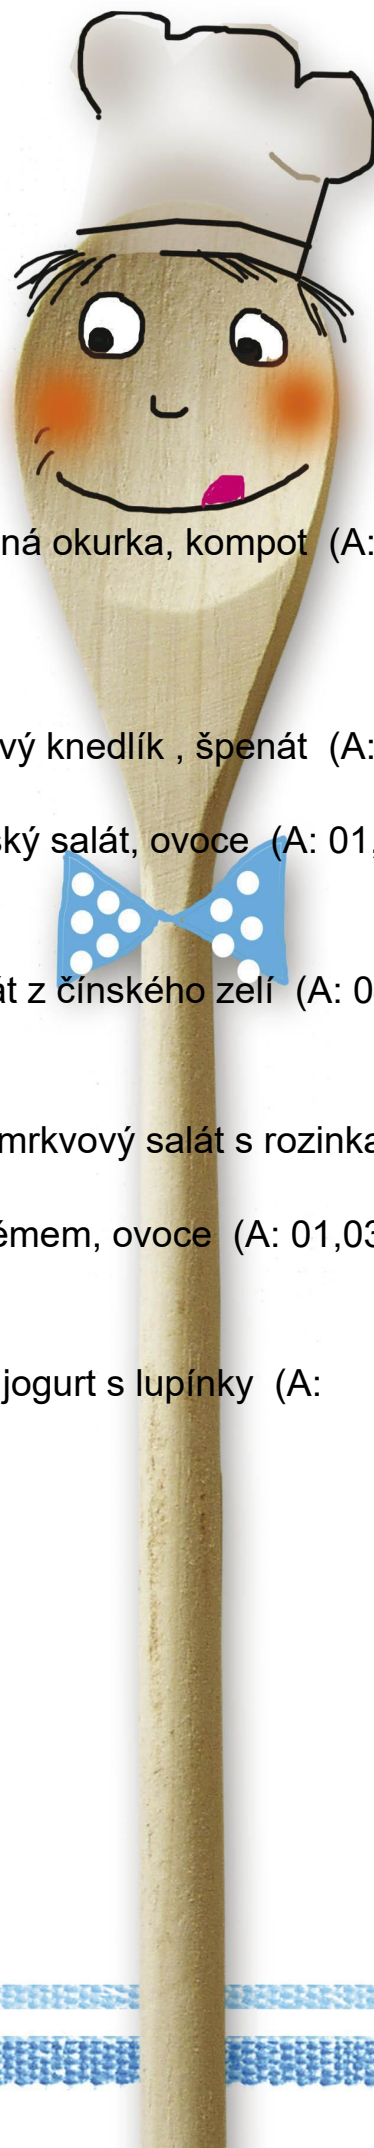 ná okurka, kompot (A:
vý knedlík , špenát (A:
ký salát, ovoce (A: 01,
át z čínského zelí (A: 0
mrkvový salát s rozinka
émem, ovoce (A: 01,03
jogurt s lupínky (A: